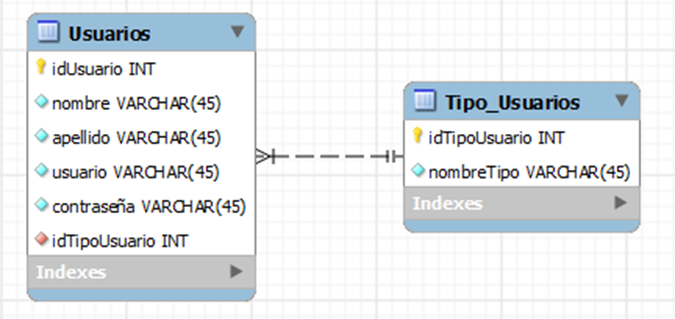 Usuarios
idUsuario INT
nombre VARCHAR(45)
apellido VARCHAR(45)
usuario VARCHAR(45)
contraseña VARCHAR(45)
idTipoUsuario INT
Indexes
Tipo_Usuarios
idTipoUsuario INT
nombreTipo VARCHAR(45)
Indexes